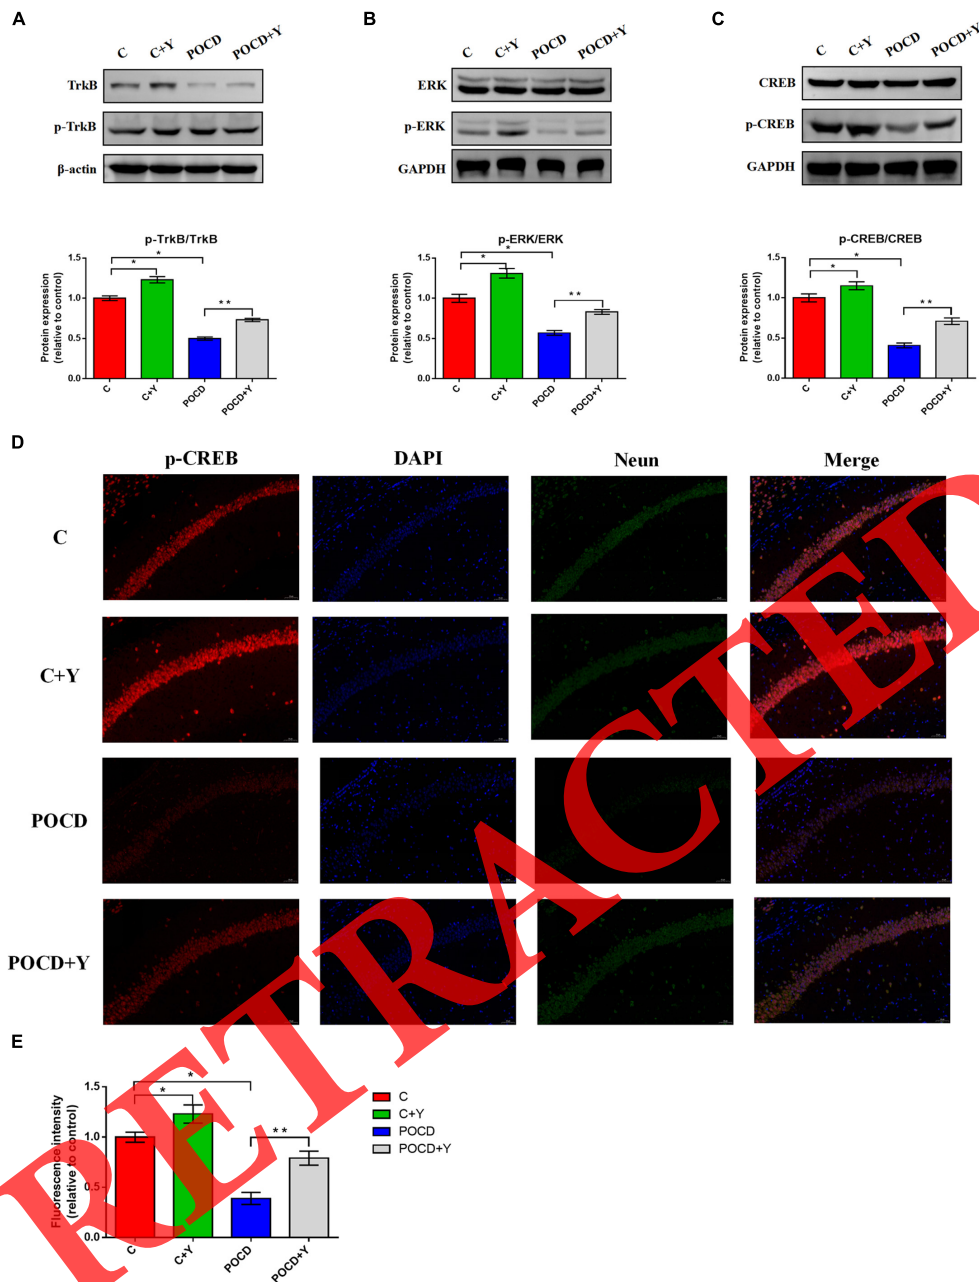 A
C C+Y POCD POCD+Y
TrkB
p-TrkB
β-actin
p-TrkB/TrkB
Protein expression
(relative to control)
1.5
1.0
0.5
0.0
*
*
**
C C+Y POCD POCD+Y
B
C C+Y POCD POCD+Y
ERK
p-ERK
GAPDH
p-ERK/ERK
Protein expression
(relative to control)
1.5
1.0
0.5
0.0
*
*
**
C C+Y POCD POCD+Y
C
C C+Y POCD POCD+Y
CREB
p-CREB
GAPDH
p-CREB/CREB
Protein expression
(relative to control)
1.5
1.0
0.5
0.0
*
*
**
C C+Y POCD POCD+Y
D
p-CREB DAPI Neun Merge
C
C+Y
POCD
POCD+Y
E
Fluorescence intensity
(relative to control)
1.5
1.0
0.5
0.0
*
*
**
C C+Y POCD POCD+Y
C
C+Y
POCD
POCD+Y
RETRACTED